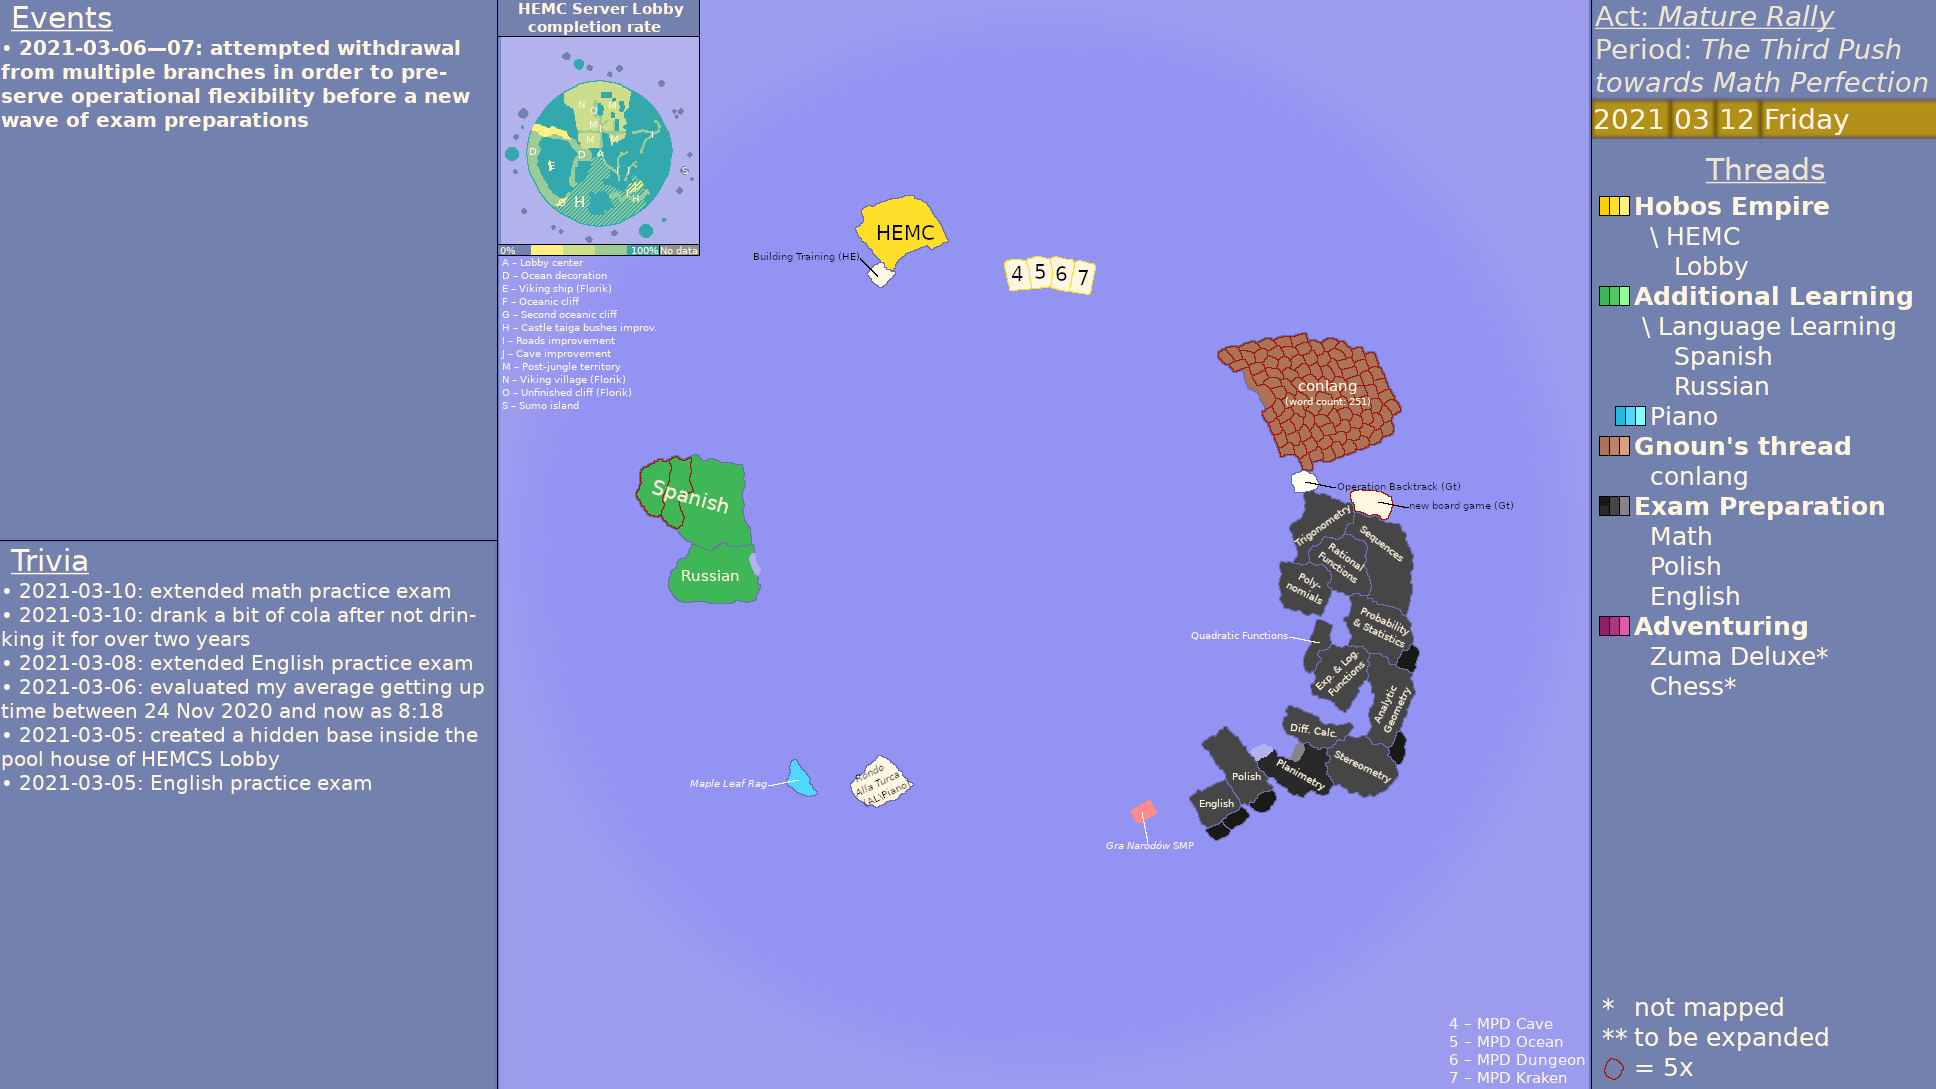 Events
• 2021-03-06—07: attempted withdrawal
from multiple branches in order to pre-
serve operational flexibility before a new
wave of exam preparations
Trivia
• 2021-03-10: extended math practice exam
• 2021-03-10: drank a bit of cola after not drin-
king it for over two years
• 2021-03-08: extended English practice exam
• 2021-03-06: evaluated my average getting up
time between 24 Nov 2020 and now as 8:18
• 2021-03-05: created a hidden base inside the
pool house of HEMCS Lobby
• 2021-03-05: English practice exam
HEMC Server Lobby
completion rate
N
O
M
M
I
M
M
I
D
D
A
E
I
J
S
F
G
H
H
0%
100%
No data
A – Lobby center
D – Ocean decoration
E – Viking ship (Florik)
F – Oceanic cliff
G – Second oceanic cliff
H – Castle taiga bushes improv.
I – Roads improvement
J – Cave improvement
M – Post-jungle territory
N – Viking village (Florik)
O – Unfinished cliff (Florik)
S – Sumo island
HEMC
Building Training (HE)
4 5 6 7
conlang
(word count: 251)
Operation Backtrack (Gt)
new board game (Gt)
Spanish
Russian
Trigonometry
Sequences
Rational
Functions
Poly-
nomials
Probability
& Statistics
Quadratic Functions
Exp. & Log.
Functions
Analytic
Geometry
Diff. Calc.
Stereometry
Planimetry
Polish
English
Maple Leaf Rag
Rondo
Alla Turca
(AL\Piano)
Gra Narodów SMP
4 – MPD Cave
5 – MPD Ocean
6 – MPD Dungeon
7 – MPD Kraken
Act: Mature Rally
Period: The Third Push
towards Math Perfection
2021 03 12 Friday
Threads
Hobos Empire
\ HEMC
Lobby
Additional Learning
\ Language Learning
Spanish
Russian
Piano
Gnoun's thread
conlang
Exam Preparation
Math
Polish
English
Adventuring
Zuma Deluxe*
Chess*
* not mapped
** to be expanded
= 5x